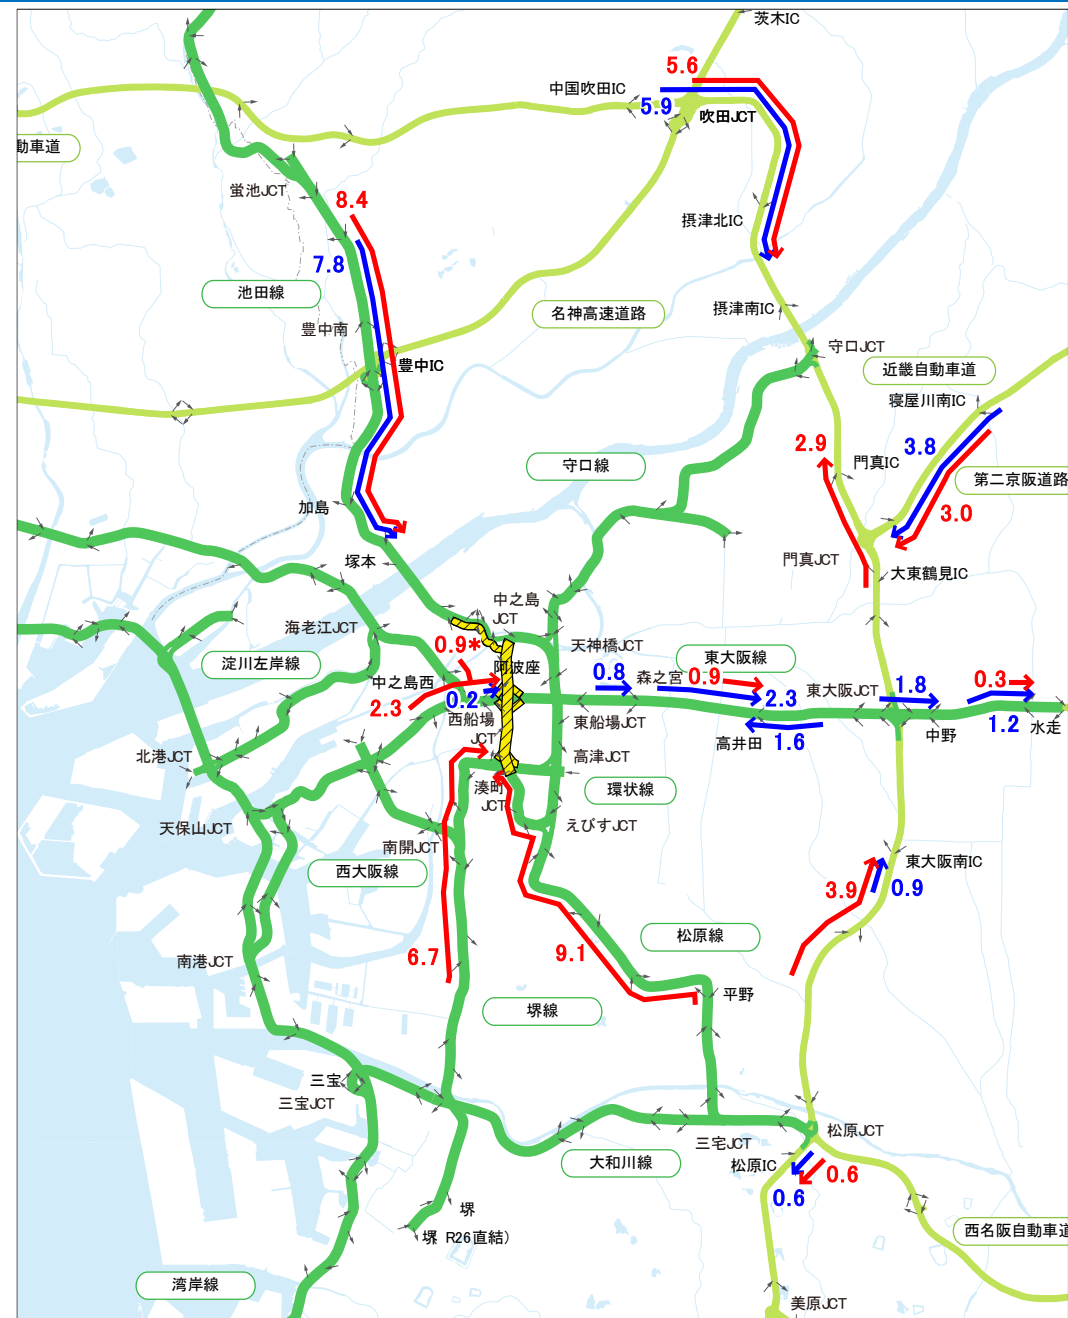 茨木IC
5.6
中国吹田IC
5.9
吹田JCT
動車道
蛍池JCT
8.4
摂津北IC
7.8
池田線
摂津南IC
名神高速道路
豊中南
守口JCT
豊中IC
近畿自動車道
寝屋川南IC
2.9
3.8
守口線
門真IC
第二京阪道路
加島
3.0
塚本
門真JCT
大東鶴見IC
中之島
JCT
海老江JCT
天神橋JCT
0.9*
淀川左岸線
東大阪線
阿波座
中之島西
0.8
森之宮
0.9
0.3
東大阪JCT
1.8
2.3
0.2
2.3
西船場
JCT
東船場JCT
1.2
水走
高井田
1.6
中野
北港JCT
高津JCT
湊町
JCT
環状線
天保山JCT
えびすJCT
南開JCT
西大阪線
東大阪南IC
3.9
0.9
松原線
6.7
9.1
南港JCT
平野
堺線
三宝
三宝JCT
松原JCT
三宅JCT
大和川線
松原IC
0.6
0.6
堺
堺 R26直結）
西名阪自動車道
湾岸線
美原JCT